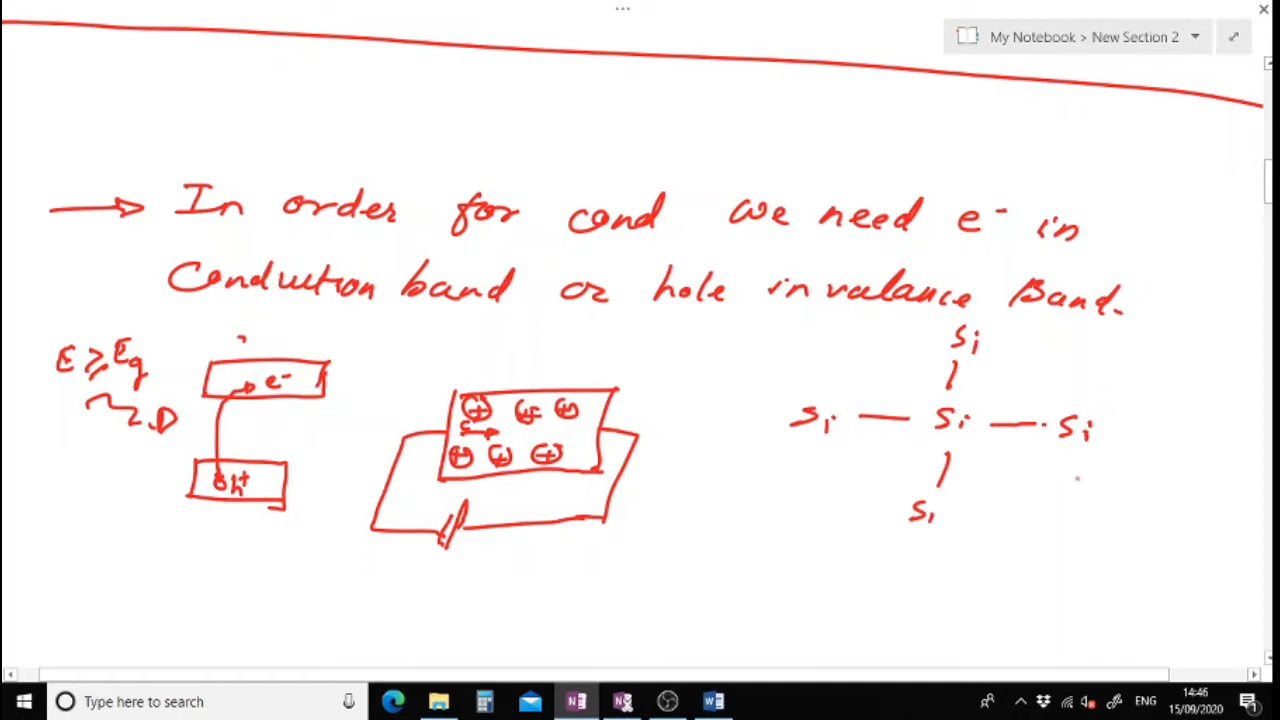 My Notebook > New Section 2
In order for cond we need e⁻ in
Conduction band or hole in valance Band.
E ≥ Eg
e⁻
h⁺
+ + +
e
+ + +
Si
Si — Si — Si
Si
Type here to search
ENG
14:46
15/09/2020
1